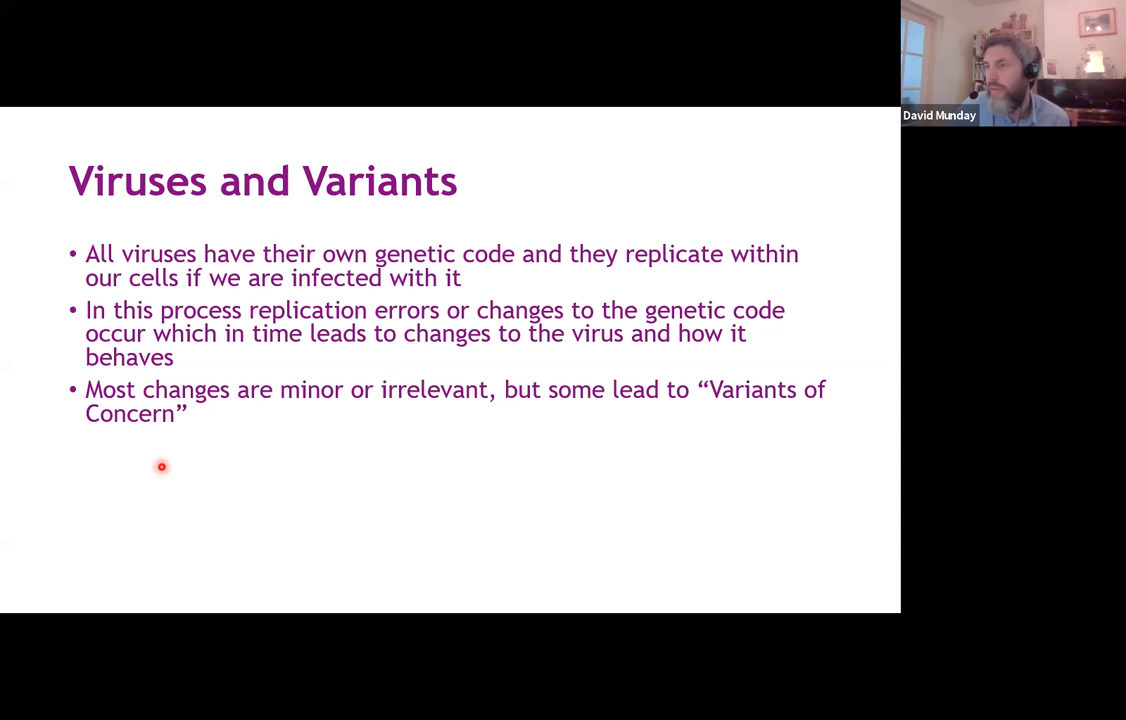 Viruses and Variants
• All viruses have their own genetic code and they replicate within
our cells if we are infected with it
• In this process replication errors or changes to the genetic code
occur which in time leads to changes to the virus and how it
behaves
• Most changes are minor or irrelevant, but some lead to “Variants of
Concern”
David Munday